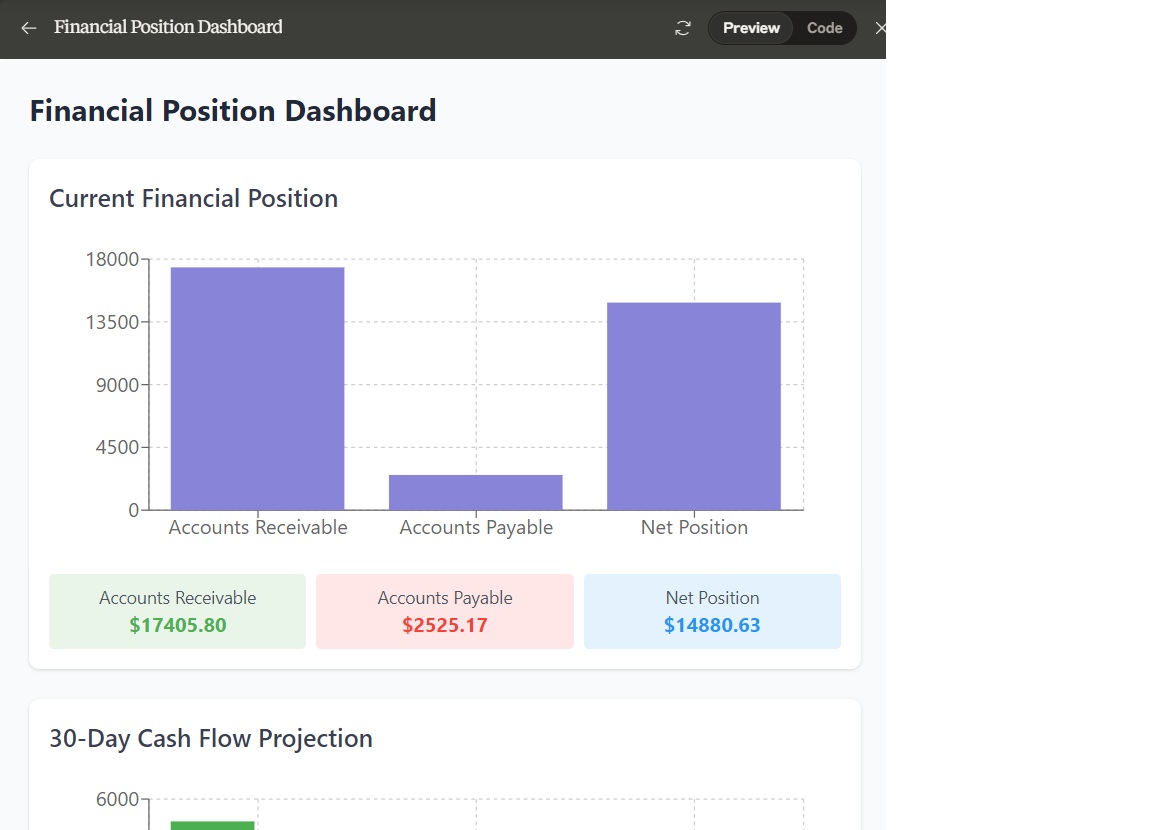 Financial Position Dashboard
Preview
Code
Financial Position Dashboard
Current Financial Position
18000
13500
9000
4500
0
Accounts Receivable
Accounts Payable
Net Position
Accounts Receivable
$17405.80
Accounts Payable
$2525.17
Net Position
$14880.63
30-Day Cash Flow Projection
6000